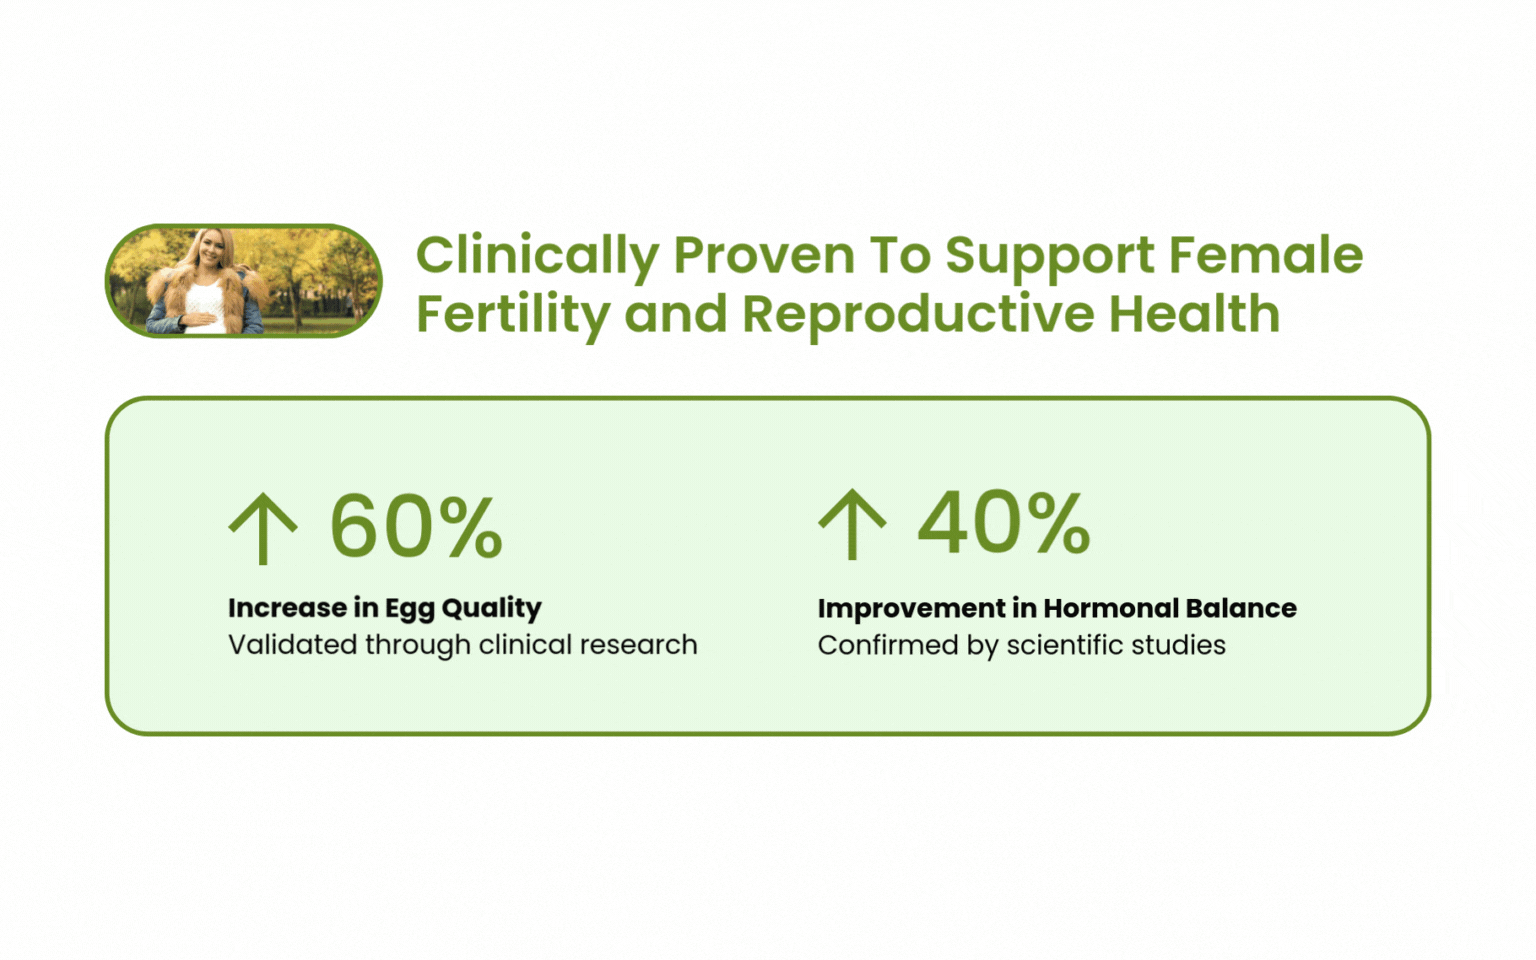 Clinically Proven To Support Female
Fertility and Reproductive Health
↑ 60%
Increase in Egg Quality
Validated through clinical research
↑ 40%
Improvement in Hormonal Balance
Confirmed by scientific studies